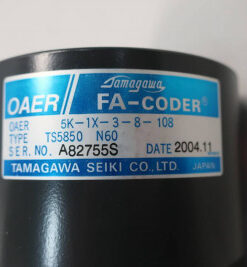 Tamagawa
OAER FA-CODER®
OAER 5K-1X-3-8-108
TYPE TS5850 N60
SER.NO. A82755S DATE 2004.11
TAMAGAWA SEIKI CO.,LTD. JAPAN